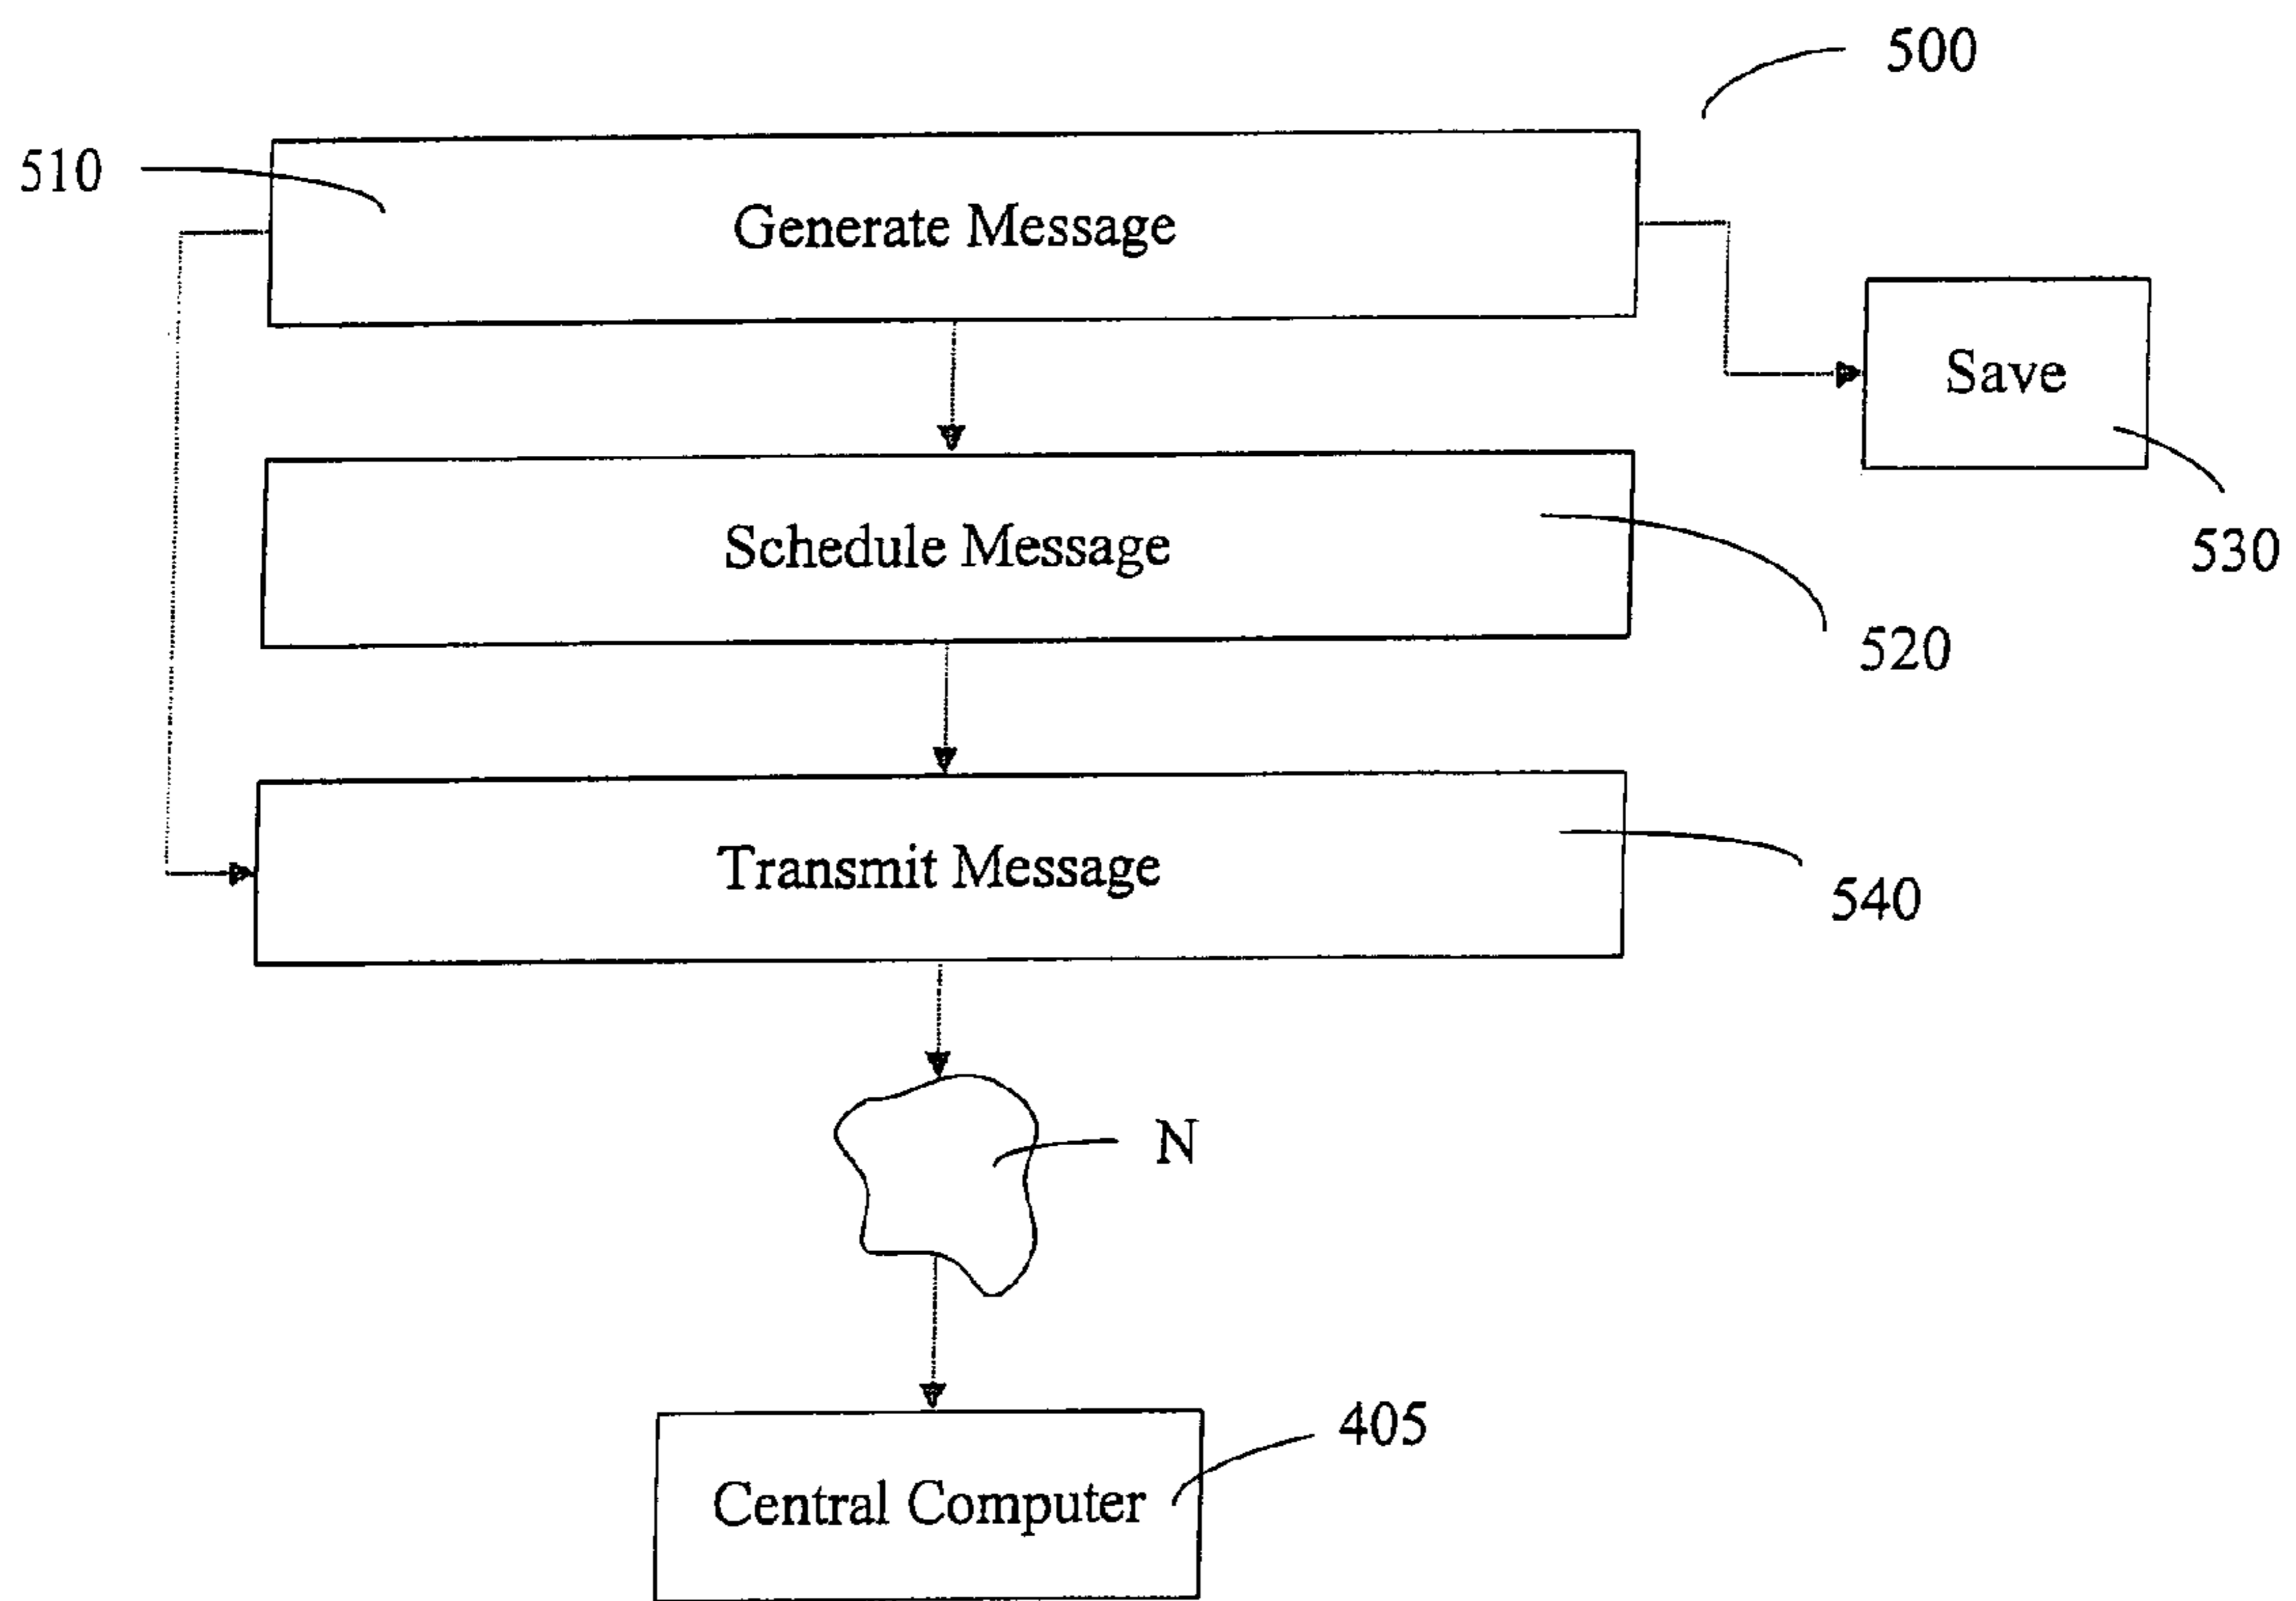 500
510
Generate Message
Save
530
Schedule Message
520
Transmit Message
540
N
405
Central Computer